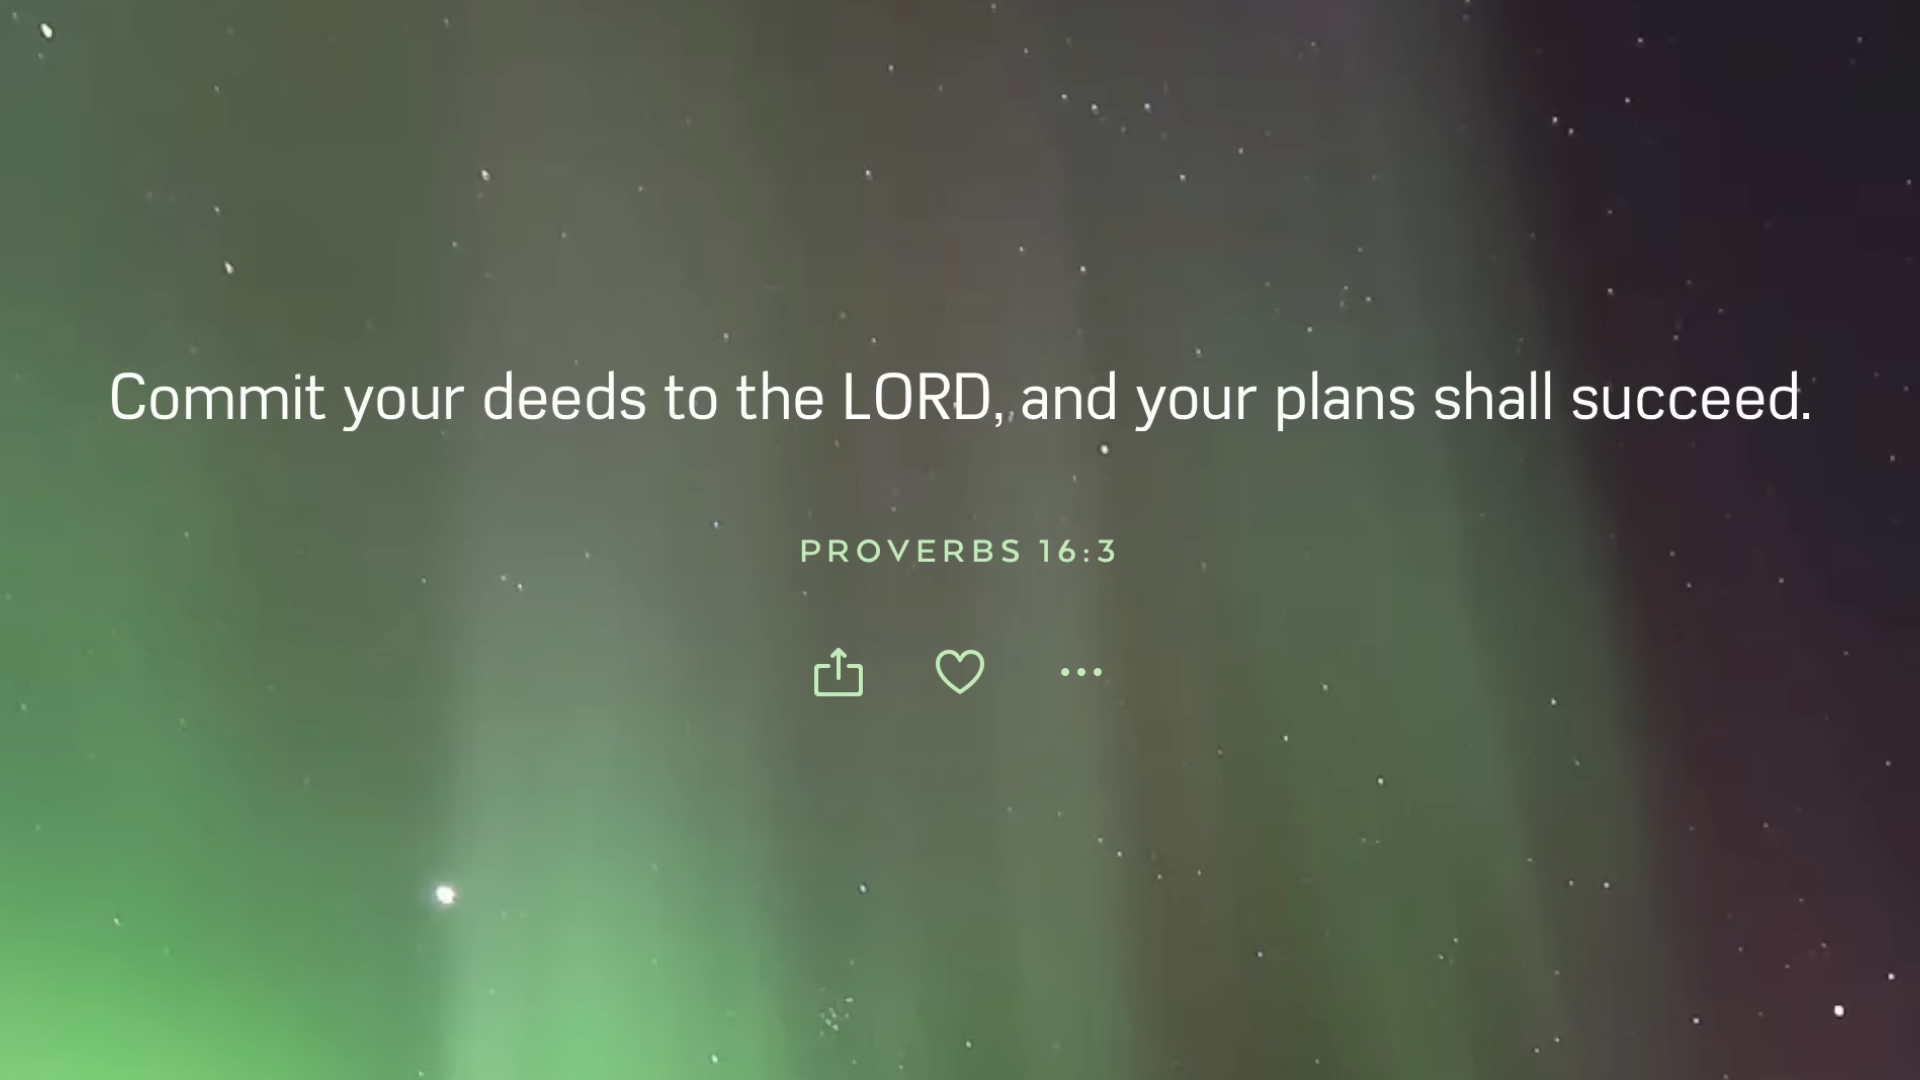 Commit your deeds to the LORD, and your plans shall succeed.
PROVERBS 16:3